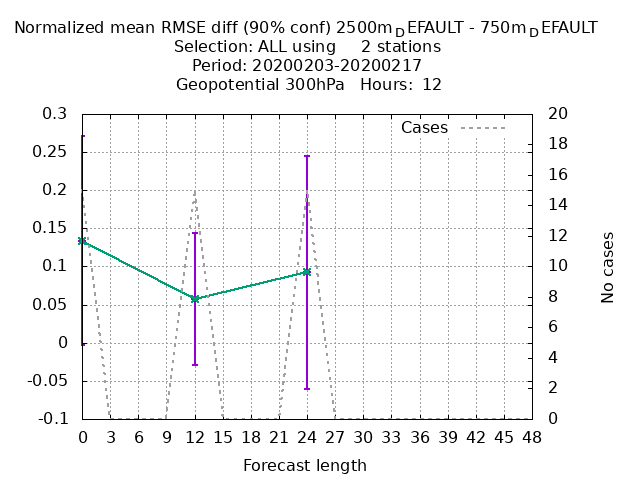 Normalized mean RMSE diff (90% conf) 2500m_DEFAULT - 750m_DEFAULT
Selection: ALL using 2 stations
Period: 20200203-20200217
Geopotential 300hPa Hours: 12
Cases
0.3
0.25
0.2
0.15
0.1
0.05
0
-0.05
-0.1
20
18
16
14
12
10
8
6
4
2
0
No cases
0 3 6 9 12 15 18 21 24 27 30 33 36 39 42 45 48
Forecast length